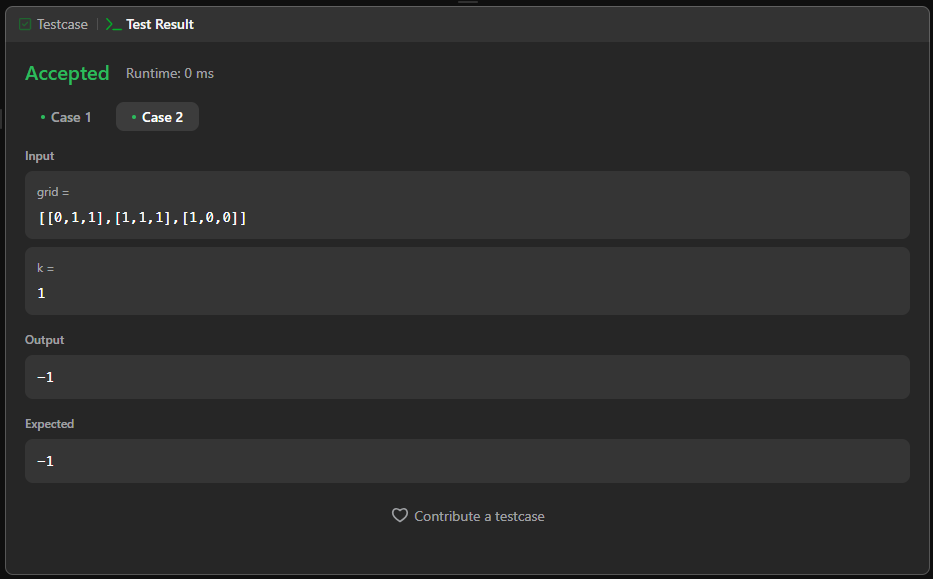 Testcase | >_ Test Result
Accepted Runtime: 0 ms
• Case 1 • Case 2
Input
grid =
[[0,1,1],[1,1,1],[1,0,0]]
k =
1
Output
-1
Expected
-1
Contribute a testcase